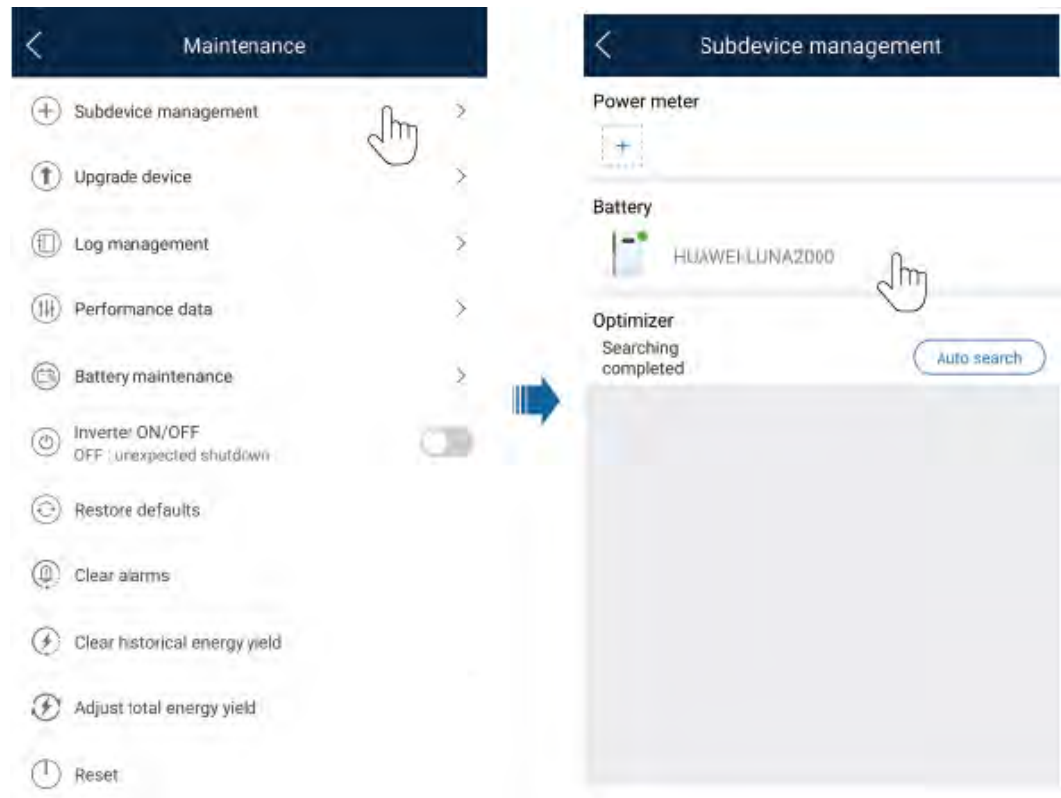 Maintenance
Subdevice management
Upgrade device
Log management
Performance data
Battery maintenance
Inverter ON/OFF
OFF : unexpected shutdown
Restore defaults
Clear alarms
Clear historical energy yield
Adjust total energy yield
Reset
Subdevice management
Power meter
Battery
HUAWEI-LUNA2000
Optimizer
Searching
completed
Auto search